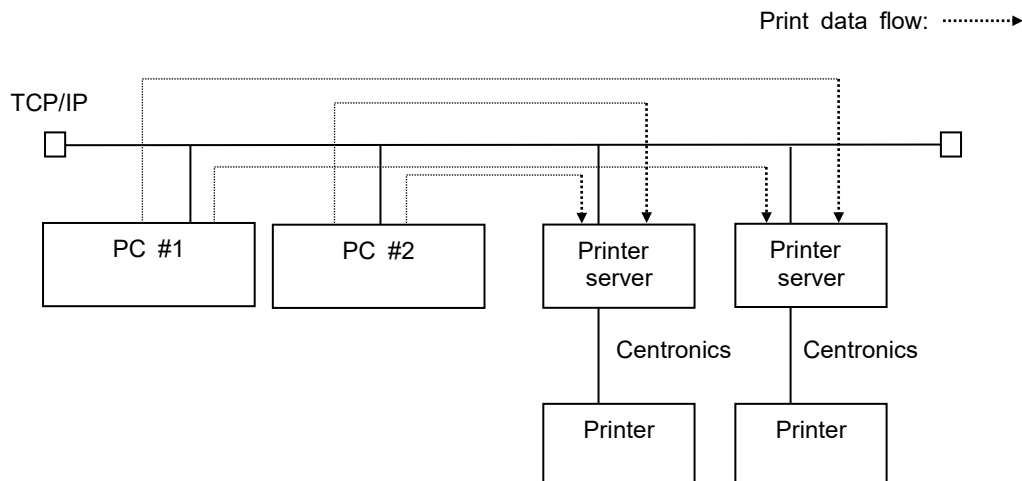 Print data flow:
TCP/IP
PC #1
PC #2
Printer
server
Printer
server
Centronics
Centronics
Printer
Printer